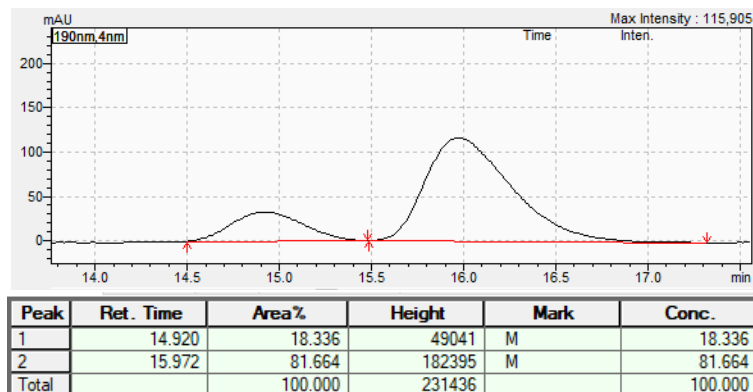 mAU Max Intensity : 115,905
190nm,4nm Time Inten.
200
150
100
50
0
14.0 14.5 15.0 15.5 16.0 16.5 17.0 min
Peak Ret. Time Area% Height Mark Conc.
1 14.920 18.336 49041 M 18.336
2 15.972 81.664 182395 M 81.664
Total 100.000 231436 100.000